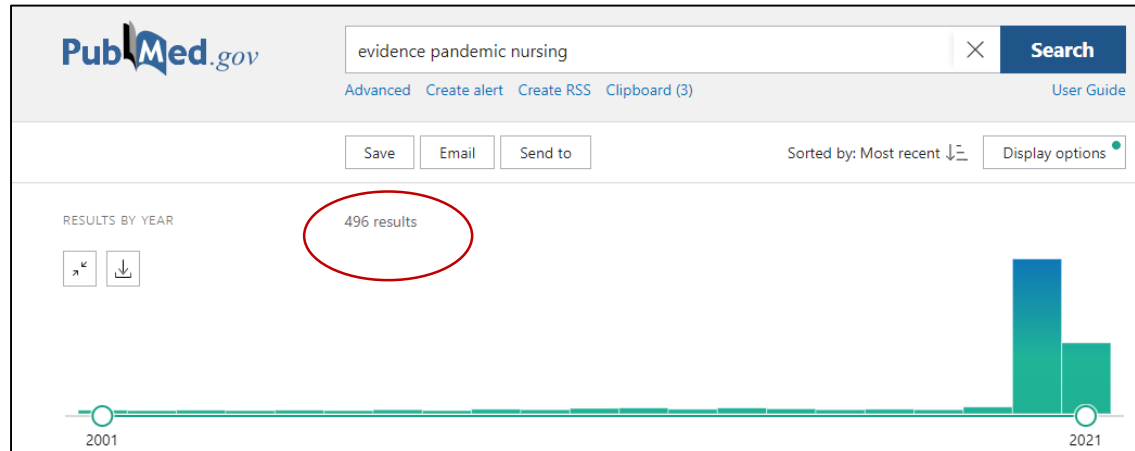 PubMed.gov
evidence pandemic nursing
Search
Advanced Create alert Create RSS Clipboard (3)
User Guide
Save Email Send to
Sorted by: Most recent
Display options
RESULTS BY YEAR
496 results
2001
2021